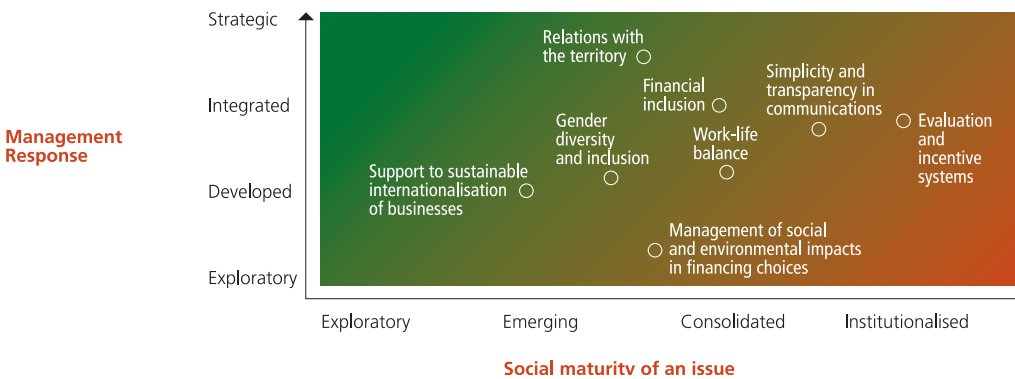 Strategic
Integrated
Management
Response
Developed
Exploratory
Relations with
the territory
Financial
inclusion
Simplicity and
transparency in
communications
Gender
diversity
and inclusion
Work-life
balance
Evaluation
and
incentive
systems
Support to sustainable
internationalisation
of businesses
Management of social
and environmental impacts
in financing choices
Exploratory
Emerging
Consolidated
Institutionalised
Social maturity of an issue